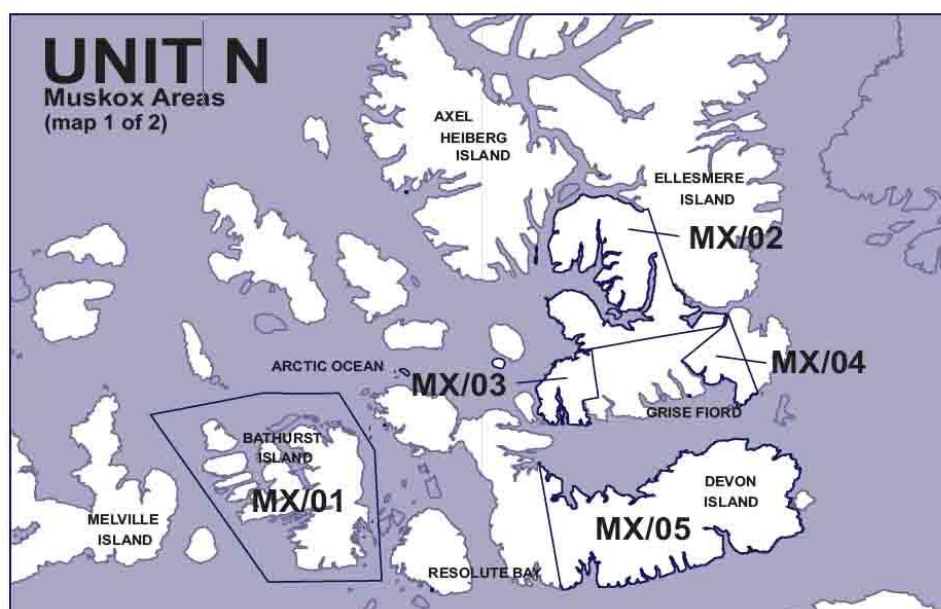 UNIT N
Muskox Areas
(map 1 of 2)
AXEL
HEIBERG
ISLAND
ELLESMERE
ISLAND
MX/02
ARCTIC OCEAN
MX/03
MX/04
GRISE FIORD
BATHURST
ISLAND
MX/01
MELVILLE
ISLAND
DEVON
ISLAND
MX/05
RESOLUTE BAY